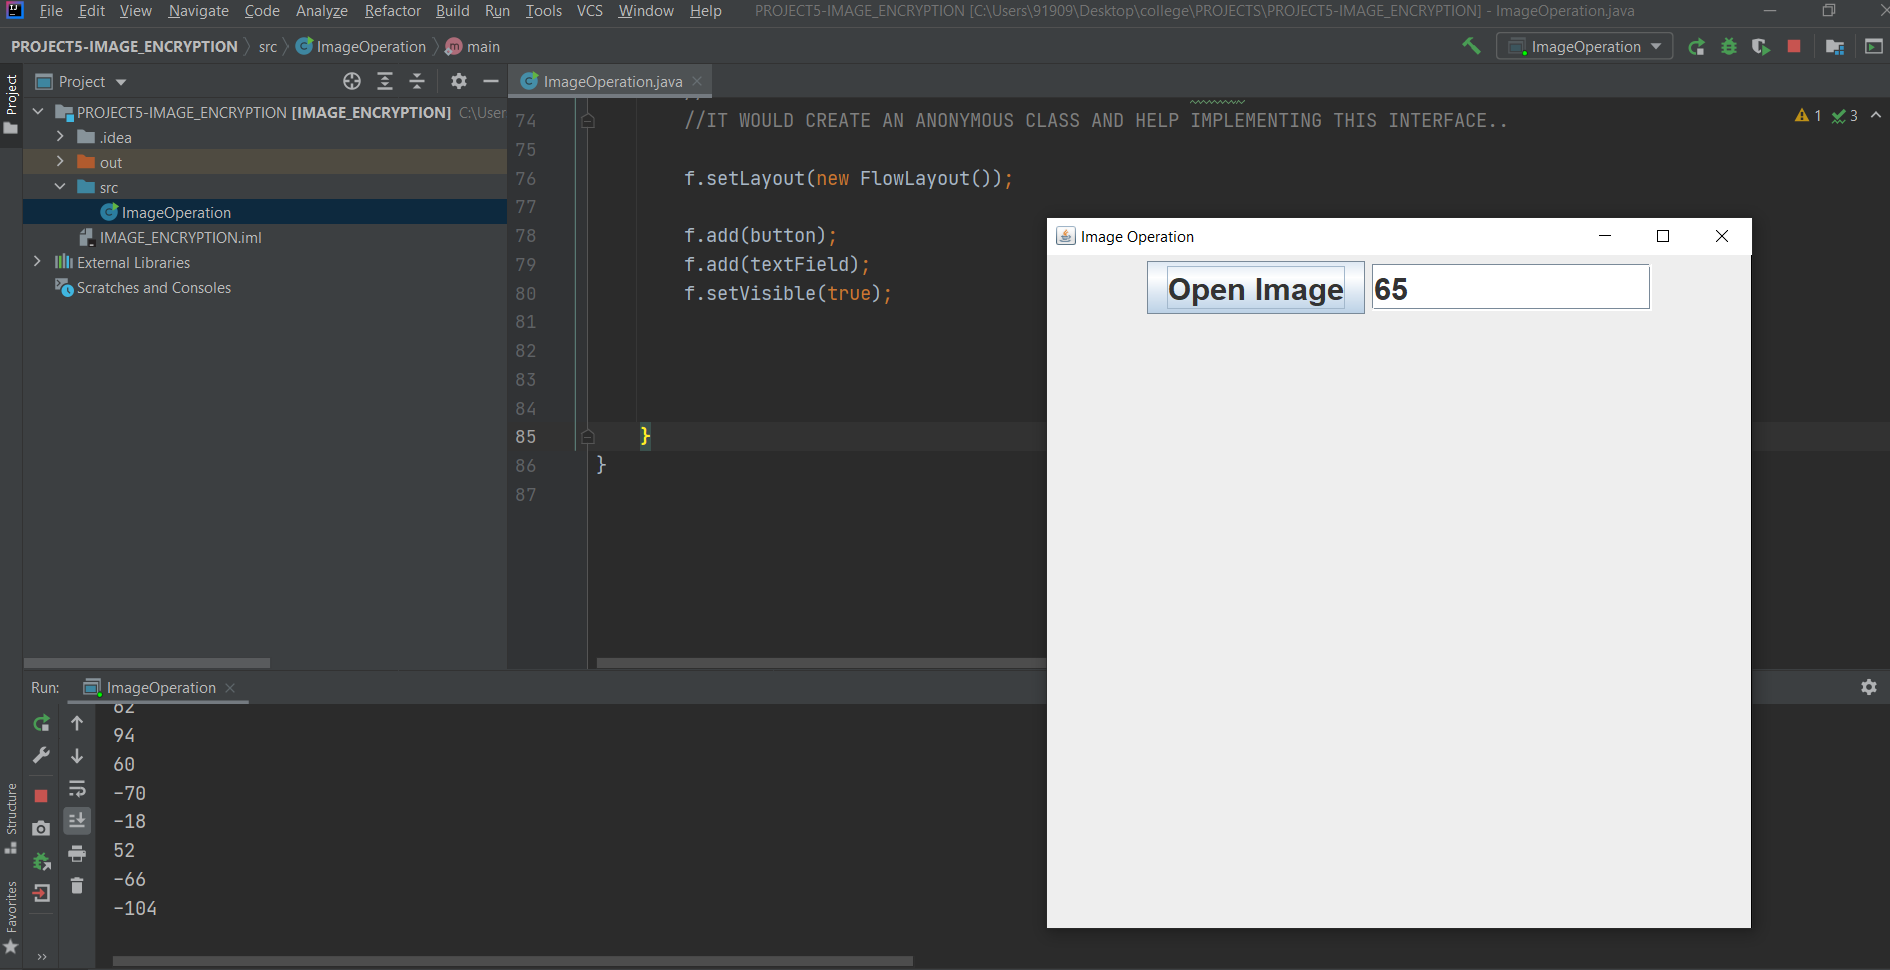 File Edit View Navigate Code Analyze Refactor Build Run Tools VCS Window Help PROJECT5-IMAGE_ENCRYPTION [C:\Users\91909\Desktop\college\PROJECTS\PROJECT5-IMAGE_ENCRYPTION] - ImageOperation.java
PROJECT5-IMAGE_ENCRYPTION src ImageOperation m main ImageOperation
Project
Project
ImageOperation.java
PROJECT5-IMAGE_ENCRYPTION [IMAGE_ENCRYPTION] C:\User
.idea
out
src
ImageOperation
IMAGE_ENCRYPTION.iml
External Libraries
Scratches and Consoles
74 //IT WOULD CREATE AN ANONYMOUS CLASS AND HELP IMPLEMENTING THIS INTERFACE..
1 3
75
76 f.setLayout(new FlowLayout());
77
78 f.add(button);
79 f.add(textField);
80 f.setVisible(true);
81
82
83
84
85 }
86 }
87
Image Operation
Open Image 65
Run: ImageOperation
62
94
60
-70
-18
52
-66
-104
Structure
Favorites